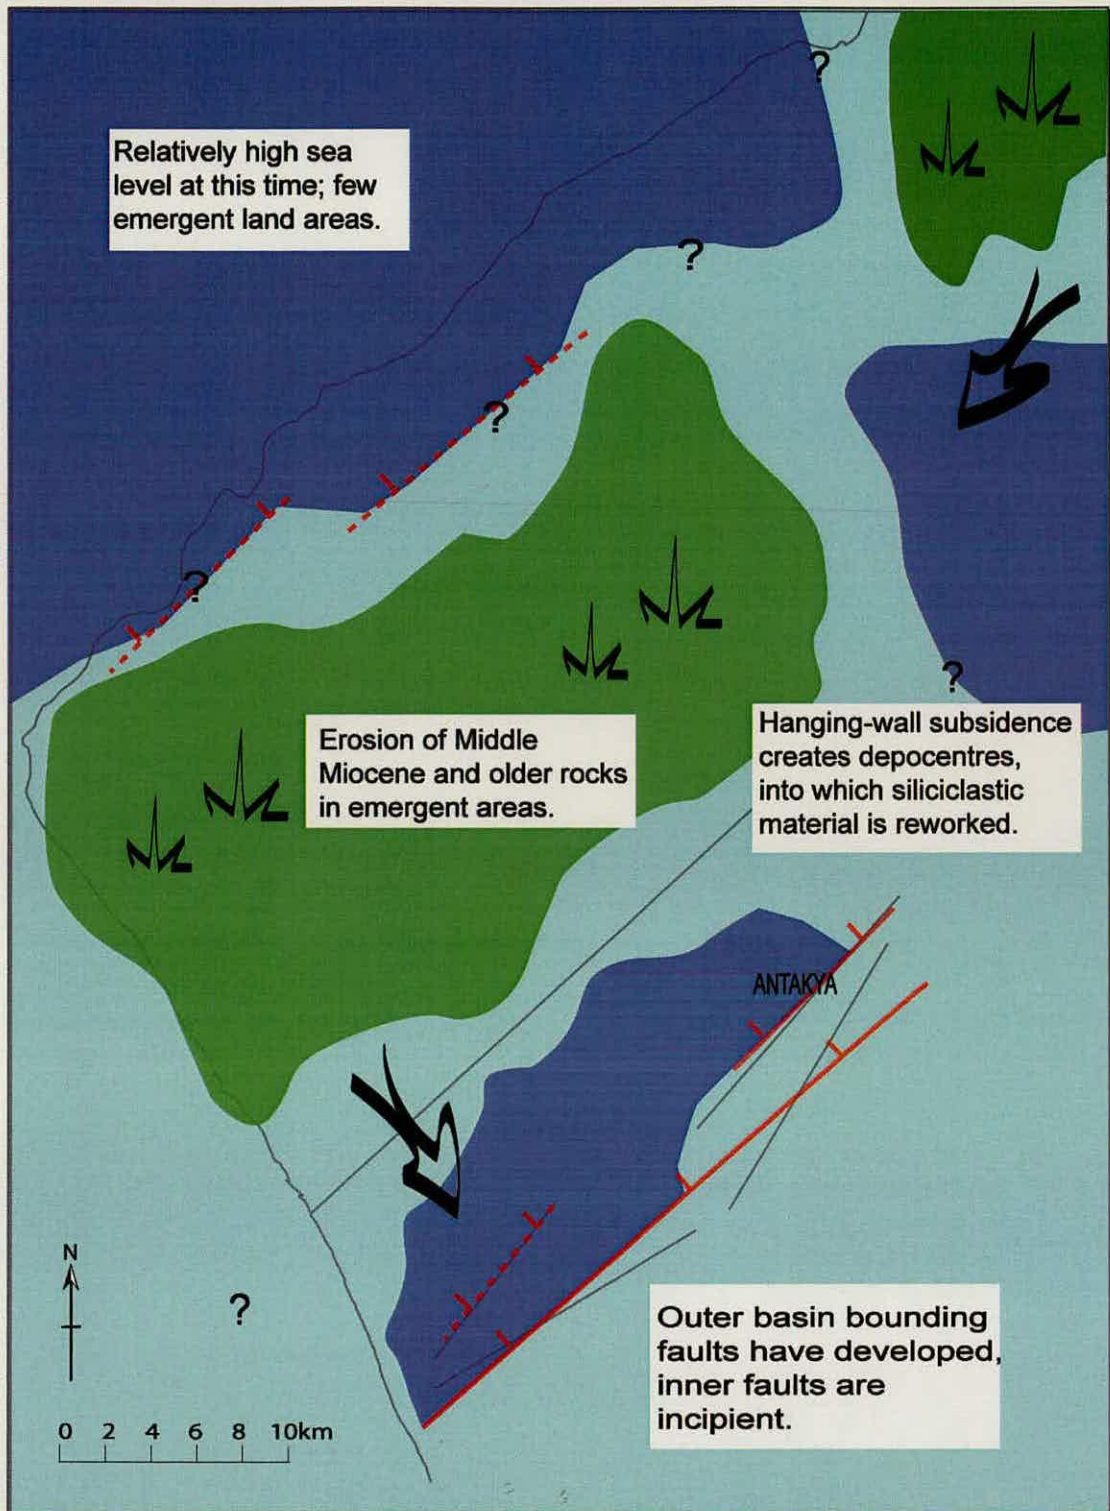 ?
Relatively high sea
level at this time; few
emergent land areas.
?
?
?
?
Erosion of Middle
Miocene and older rocks
in emergent areas.
Hanging-wall subsidence
creates depocentres,
into which siliciclastic
material is reworked.
ANTAKYA
N
?
Outer basin bounding
faults have developed,
inner faults are
incipient.
0 2 4 6 8 10km